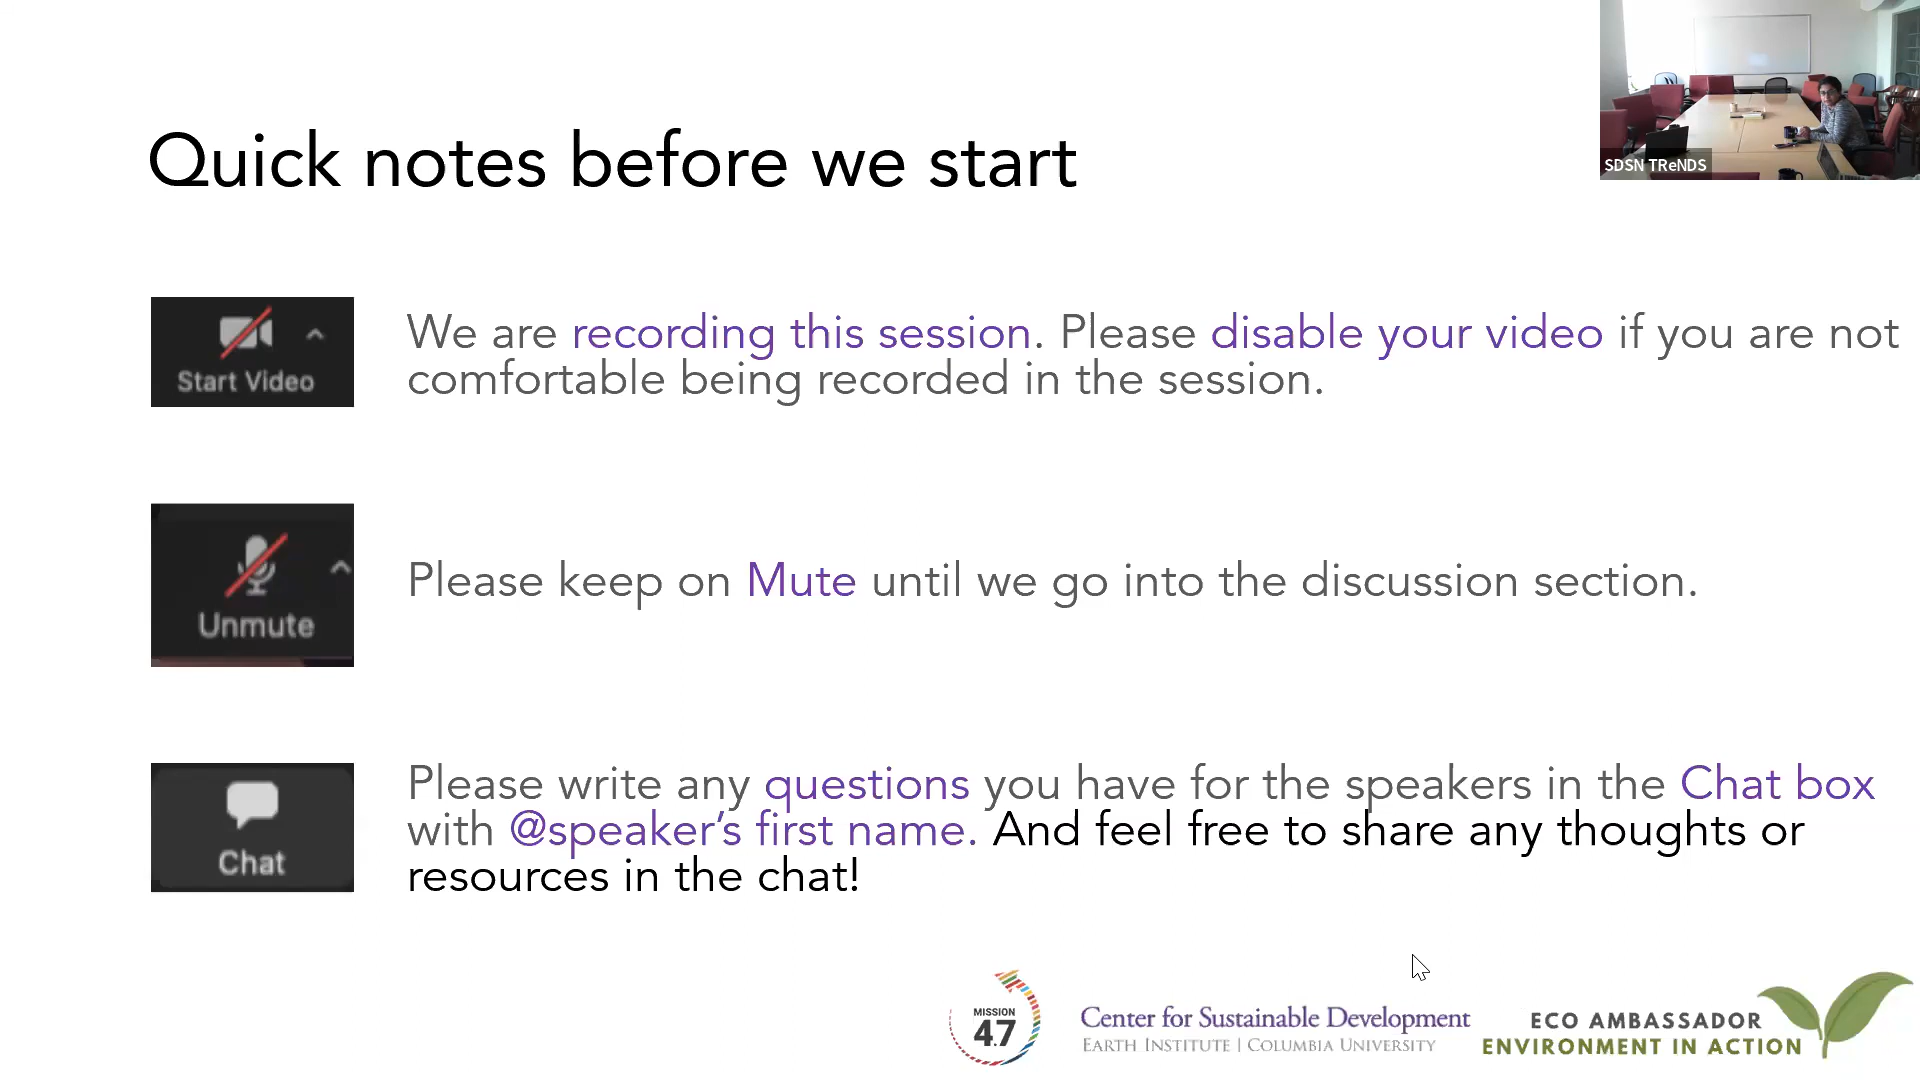 SDSN TReNDS
Quick notes before we start
Start Video
We are recording this session. Please disable your video if you are not
comfortable being recorded in the session.
Unmute
Please keep on Mute until we go into the discussion section.
Chat
Please write any questions you have for the speakers in the Chat box
with @speaker’s first name. And feel free to share any thoughts or
resources in the chat!
MISSION
4.7
Center for Sustainable Development
EARTH INSTITUTE | COLUMBIA UNIVERSITY
ECO AMBASSADOR
ENVIRONMENT IN ACTION